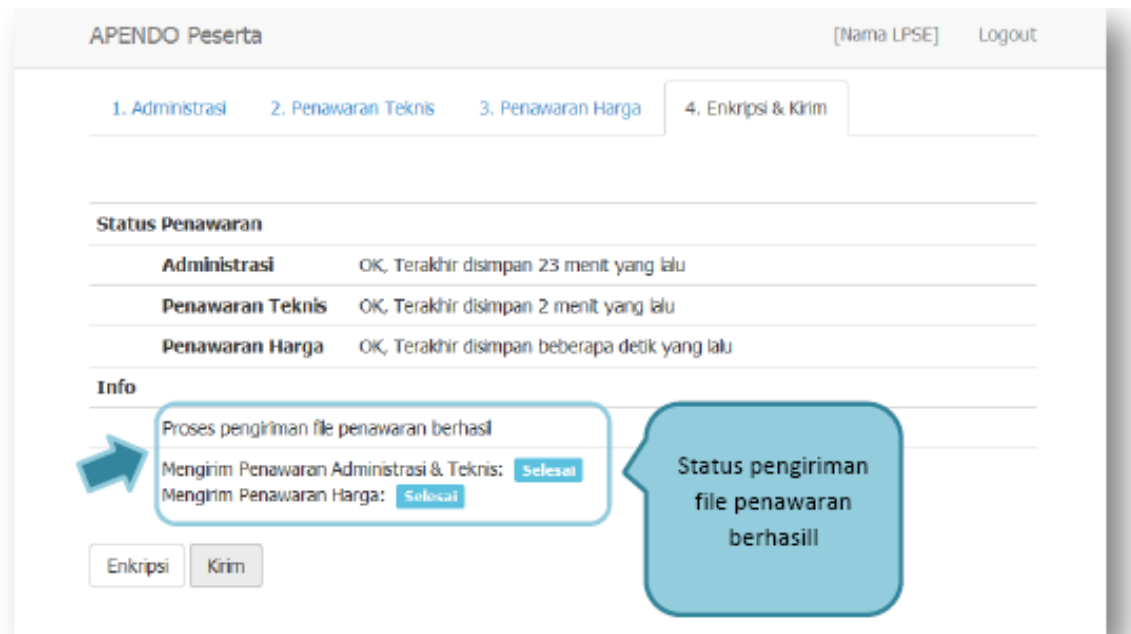 APENDO Peserta [Nama LPSE] Logout
1. Administrasi 2. Penawaran Teknis 3. Penawaran Harga 4. Enkripsi & Kirim
Status Penawaran
Administrasi OK, Terakhir disimpan 23 menit yang lalu
Penawaran Teknis OK, Terakhir disimpan 2 menit yang lalu
Penawaran Harga OK, Terakhir disimpan beberapa detik yang lalu
Info
Proses pengiriman file penawaran berhasil
Mengirim Penawaran Administrasi & Teknis: Selesai
Mengirim Penawaran Harga: Selesai
Status pengiriman
file penawaran
berhasill
Enkripsi Kirim